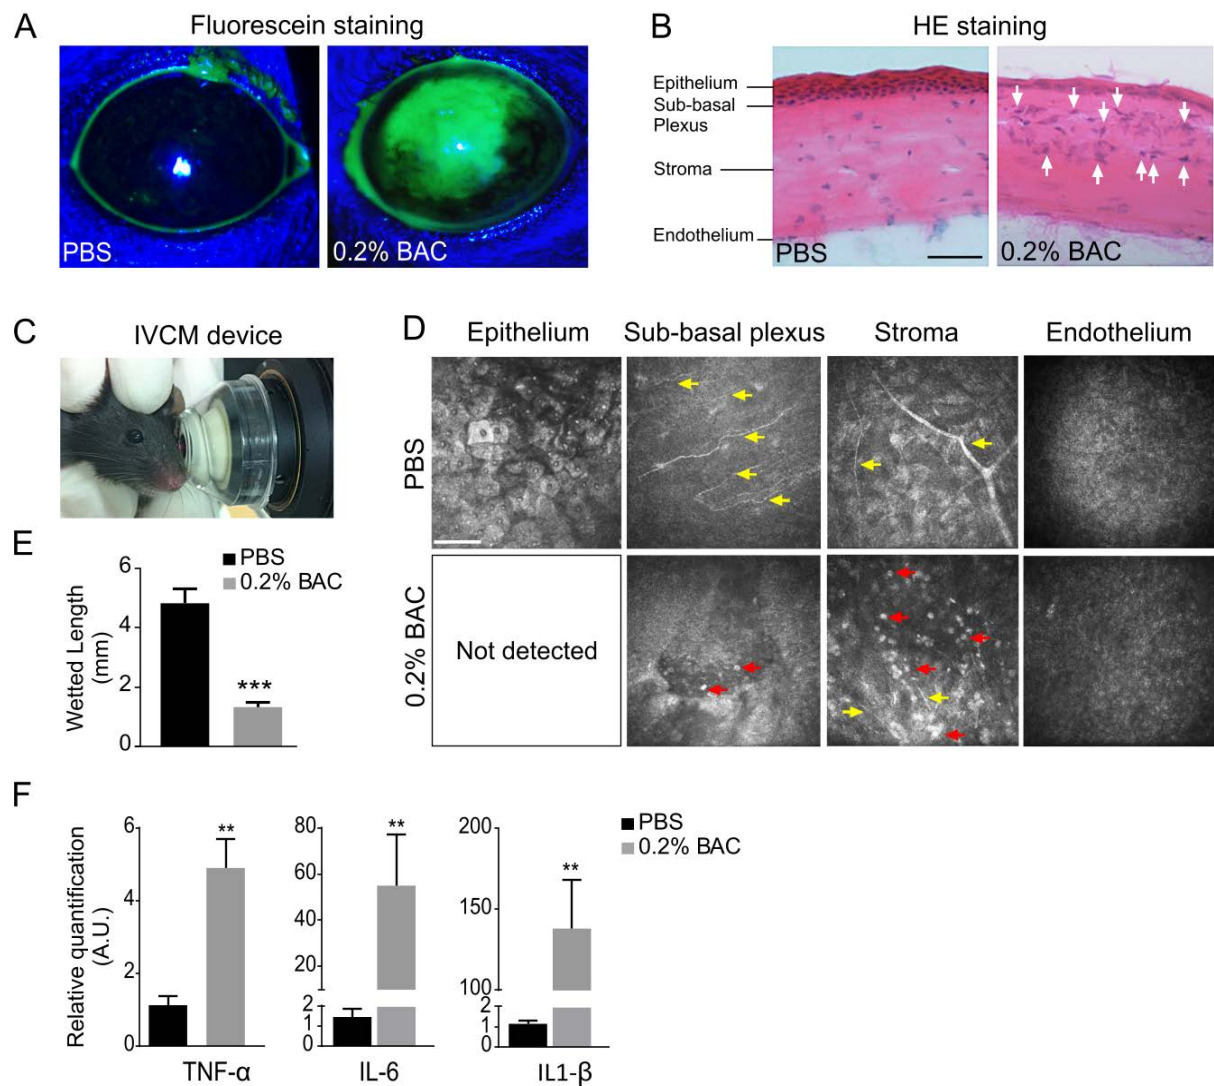 A
Fluorescein staining
PBS
0.2% BAC
B
HE staining
Epithelium
Sub-basal
Plexus
Stroma
Endothelium
PBS
0.2% BAC
C
IVCM device
D
Epithelium
Sub-basal plexus
Stroma
Endothelium
PBS
0.2% BAC
Not detected
E
PBS
0.2% BAC
Wetted Length
(mm)
6
4
2
0
***
F
PBS
0.2% BAC
Relative quantification
(A.U.)
6
4
2
0
**
TNF-α
80
60
40
20
2
1
0
**
IL-6
200
150
100
2
1
0
**
IL1-β